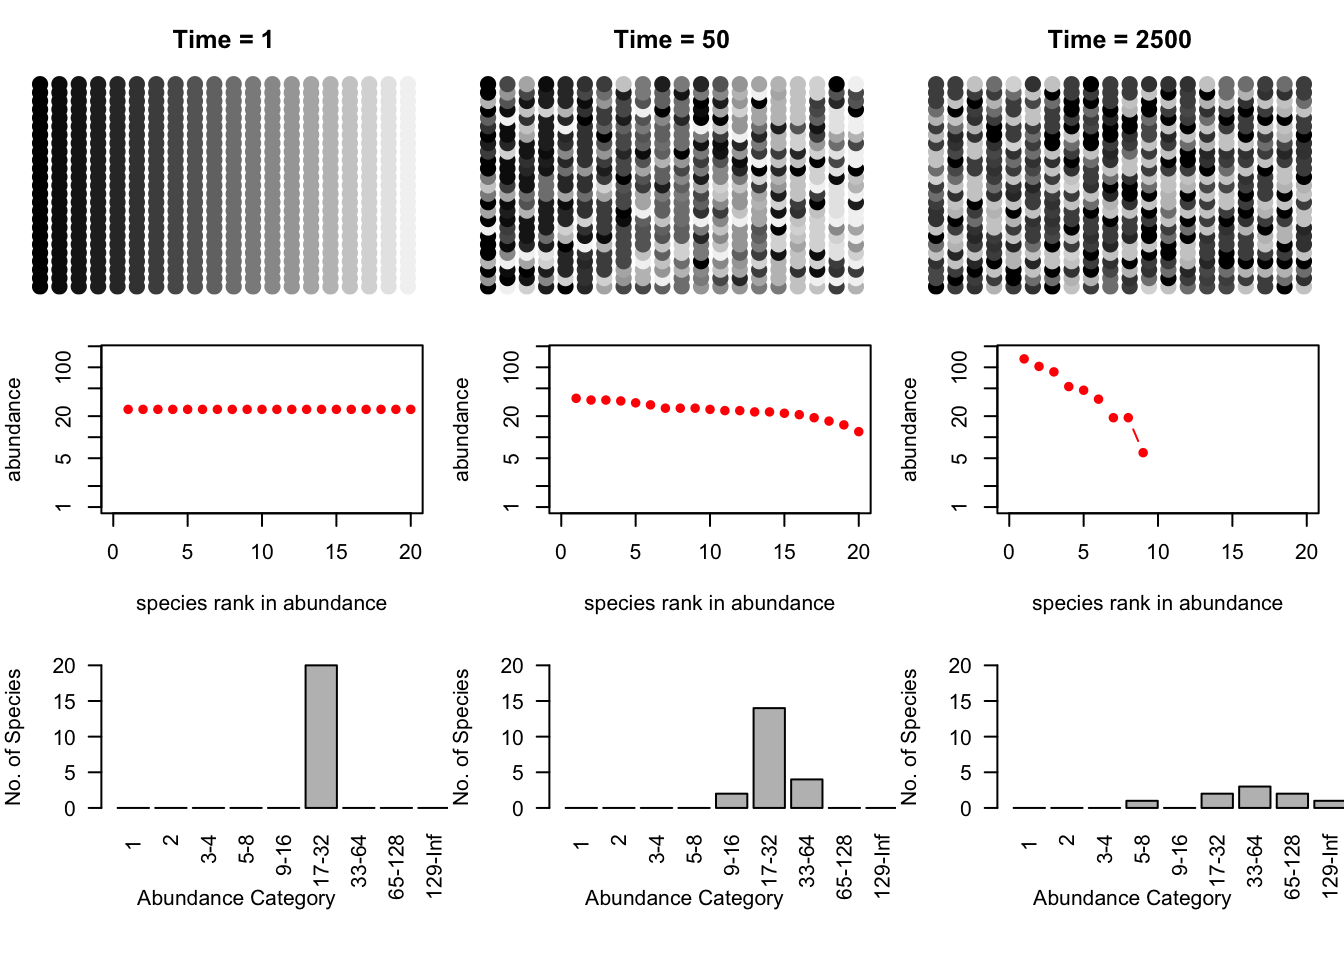 Time = 1
Time = 50
Time = 2500
abundance
100
20
5
1
0 5 10 15 20
species rank in abundance
abundance
100
20
5
1
0 5 10 15 20
species rank in abundance
abundance
100
20
5
1
0 5 10 15 20
species rank in abundance
No. of Species
20
15
10
5
0
1 2 3-4 5-8 9-16 17-32 33-64 65-128 129-Inf
Abundance Category
No. of Species
20
15
10
5
0
1 2 3-4 5-8 9-16 17-32 33-64 65-128 129-Inf
Abundance Category
No. of Species
20
15
10
5
0
1 2 3-4 5-8 9-16 17-32 33-64 65-128 129-Inf
Abundance Category